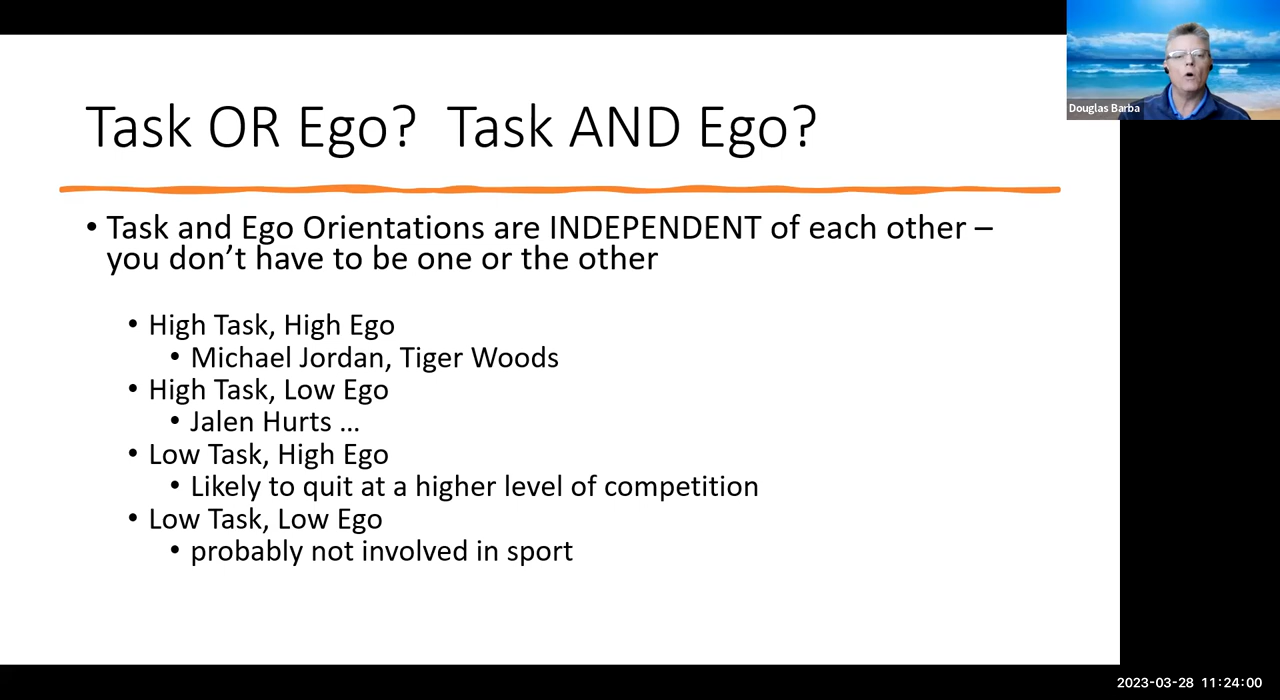 Task OR Ego?  Task AND Ego?
Douglas Barba
• Task and Ego Orientations are INDEPENDENT of each other –
you don’t have to be one or the other
• High Task, High Ego
• Michael Jordan, Tiger Woods
• High Task, Low Ego
• Jalen Hurts …
• Low Task, High Ego
• Likely to quit at a higher level of competition
• Low Task, Low Ego
• probably not involved in sport
2023-03-28 11:24:00